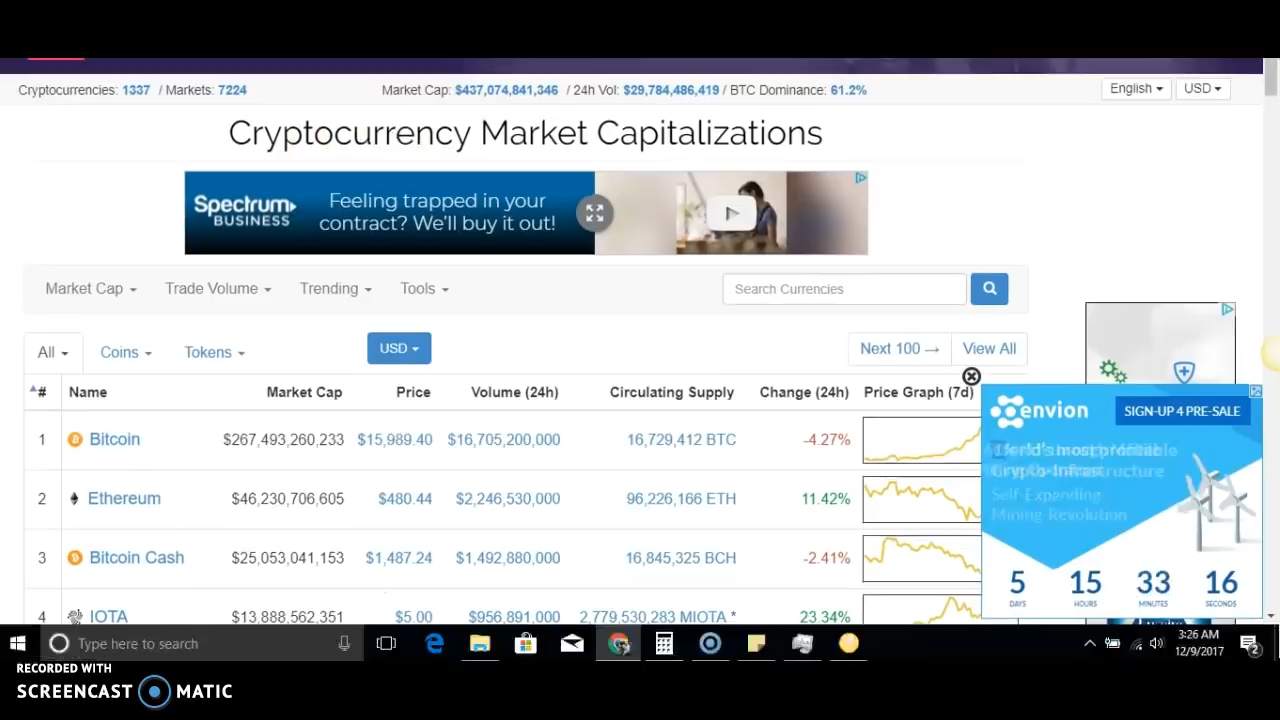 Cryptocurrencies: 1337 / Markets: 7224
Market Cap: $437,074,841,346 / 24h Vol: $29,784,486,419 / BTC Dominance: 61.2%
English
USD
Cryptocurrency Market Capitalizations
Spectrum
BUSINESS
Feeling trapped in your
contract? We'll buy it out!
Market Cap
Trade Volume
Trending
Tools
Search Currencies
All
Coins
Tokens
USD
Next 100 →
View All
# Name Market Cap Price Volume (24h) Circulating Supply Change (24h) Price Graph (7d)
1 Bitcoin $267,493,260,233 $15,989.40 $16,705,200,000 16,729,412 BTC -4.27%
2 Ethereum $46,230,706,605 $480.44 $2,246,530,000 96,226,166 ETH 11.42%
3 Bitcoin Cash $25,053,041,153 $1,487.24 $1,492,880,000 16,845,325 BCH -2.41%
4 IOTA $13,888,562,351 $5.00 $956,891,000 2,779,530,283 MIOTA * 23.34%
envion
SIGN-UP 4 PRE-SALE
Self-Expending
Mining Revolution
5 15 33 16
DAYS HOURS MINUTES SECONDS
Type here to search
3:26 AM
12/9/2017
2
RECORDED WITH
SCREENCAST MATIC